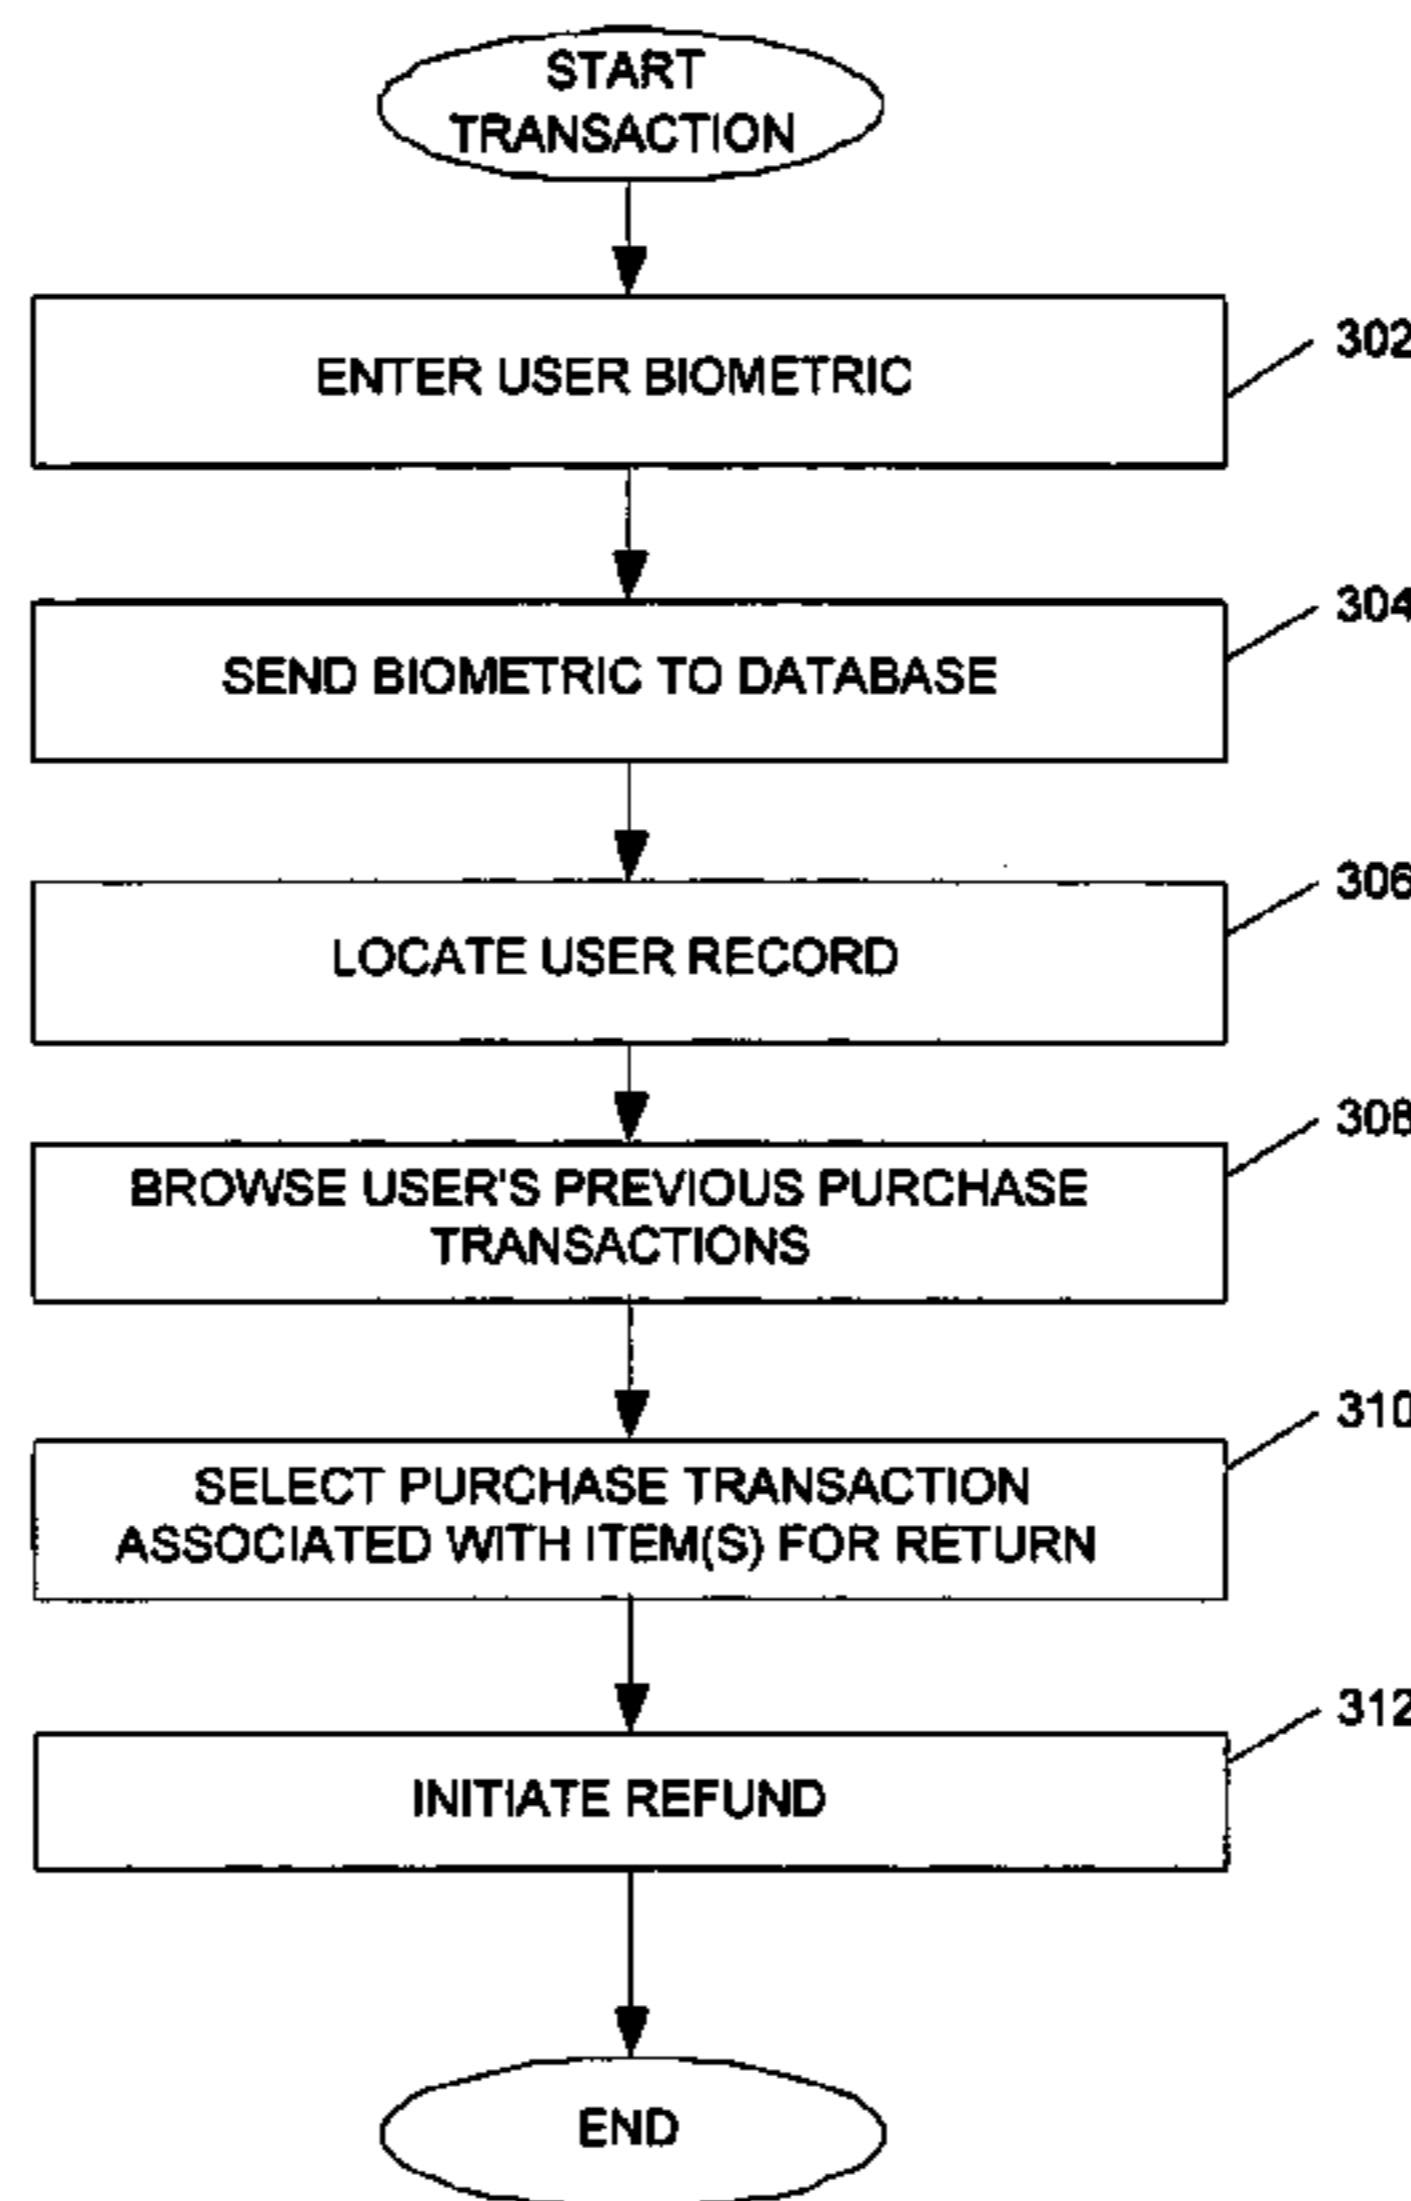 START
TRANSACTION
ENTER USER BIOMETRIC
302
SEND BIOMETRIC TO DATABASE
304
LOCATE USER RECORD
306
BROWSE USER'S PREVIOUS PURCHASE
TRANSACTIONS
308
SELECT PURCHASE TRANSACTION
ASSOCIATED WITH ITEM(S) FOR RETURN
310
INITIATE REFUND
312
END